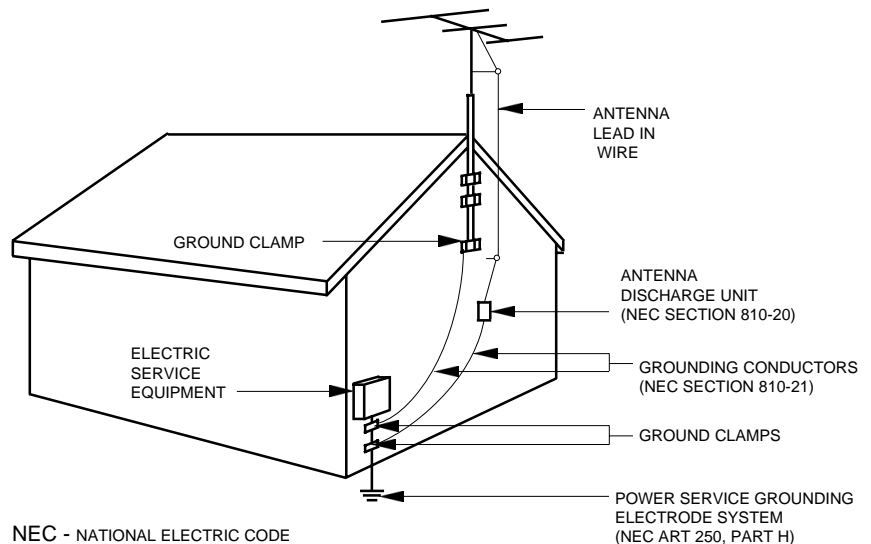 ANTENNA
LEAD IN
WIRE
GROUND CLAMP
ANTENNA
DISCHARGE UNIT
(NEC SECTION 810-20)
ELECTRIC
SERVICE
EQUIPMENT
GROUNDING CONDUCTORS
(NEC SECTION 810-21)
GROUND CLAMPS
POWER SERVICE GROUNDING
ELECTRODE SYSTEM
(NEC ART 250, PART H)
NEC - NATIONAL ELECTRIC CODE